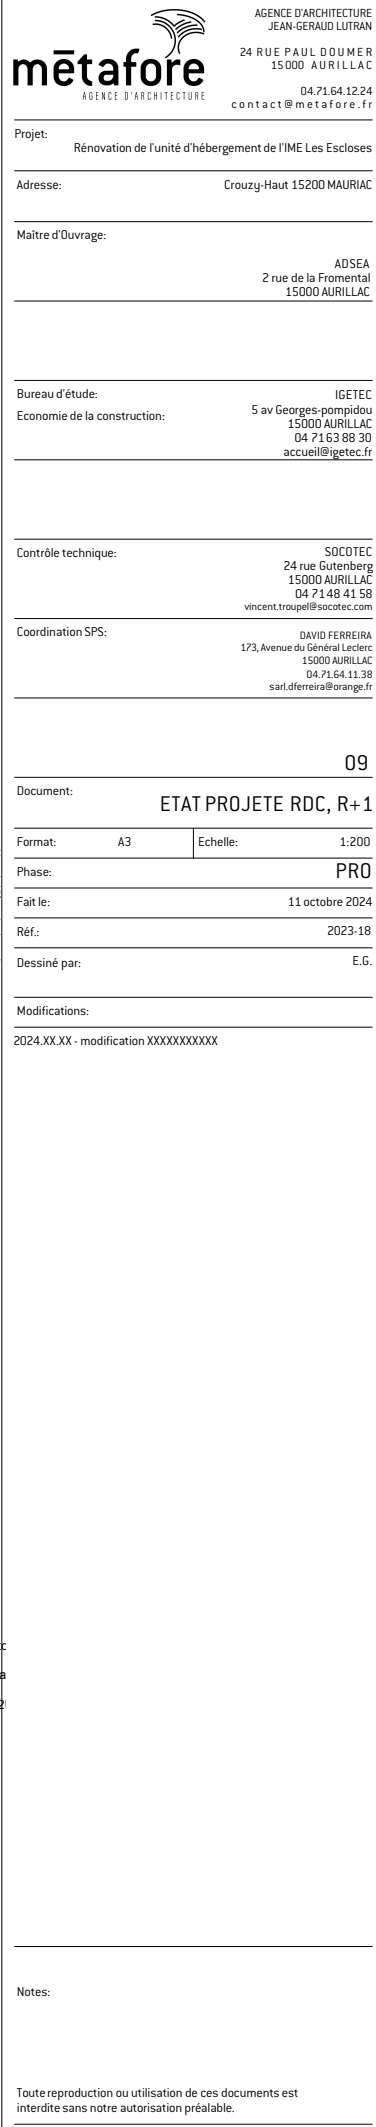 mētafore
AGENCE D'ARCHITECTURE
AGENCE D'ARCHITECTURE
JEAN-GERAUD LUTRAN
24 RUE PAUL DOUMER
15000 AURILLAC
04.71.64.12.24
contact@metafore.fr
Projet:
Rénovation de l'unité d'hébergement de l'IME Les Escloses
Adresse: Crouzy-Haut 15200 MAURIAC
Maître d'Ouvrage:
ADSEA
2 rue de la Fromental
15000 AURILLAC
Bureau d'étude: IGETEC
Economie de la construction: 5 av Georges-pompidou
15000 AURILLAC
04 71 63 88 30
accueil@igetec.fr
Contrôle technique: SOCOTEC
24 rue Gutenberg
15000 AURILLAC
04 71 48 41 58
vincent.troupel@socotec.com
Coordination SPS: DAVID FERREIRA
173, Avenue du Général Leclerc
15000 AURILLAC
04.71.64.11.38
sarl.dferreira@orange.fr
09
Document: ETAT PROJETE RDC, R+1
Format: A3 Echelle: 1:200
Phase: PRO
Fait le: 11 octobre 2024
Réf.: 2023-18
Dessiné par: E.G.
Modifications:
2024.XX.XX - modification XXXXXXXXXXX
Notes:
Toute reproduction ou utilisation de ces documents est
interdite sans notre autorisation préalable.